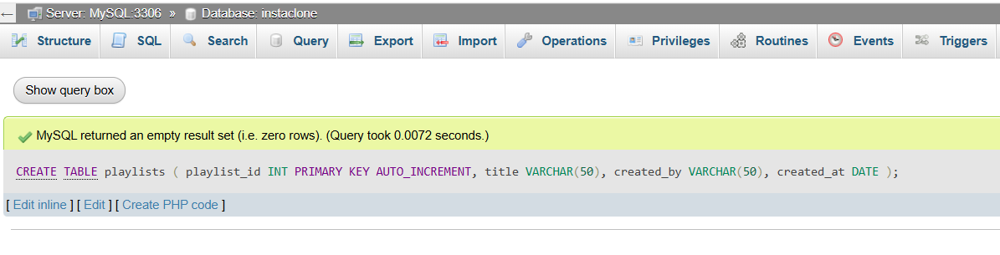 ← Server: MySQL:3306 » Database: instaclone
Structure SQL Search Query Export Import Operations Privileges Routines Events Triggers
Show query box
MySQL returned an empty result set (i.e. zero rows). (Query took 0.0072 seconds.)
CREATE TABLE playlists ( playlist_id INT PRIMARY KEY AUTO_INCREMENT, title VARCHAR(50), created_by VARCHAR(50), created_at DATE );
[ Edit inline ] [ Edit ] [ Create PHP code ]